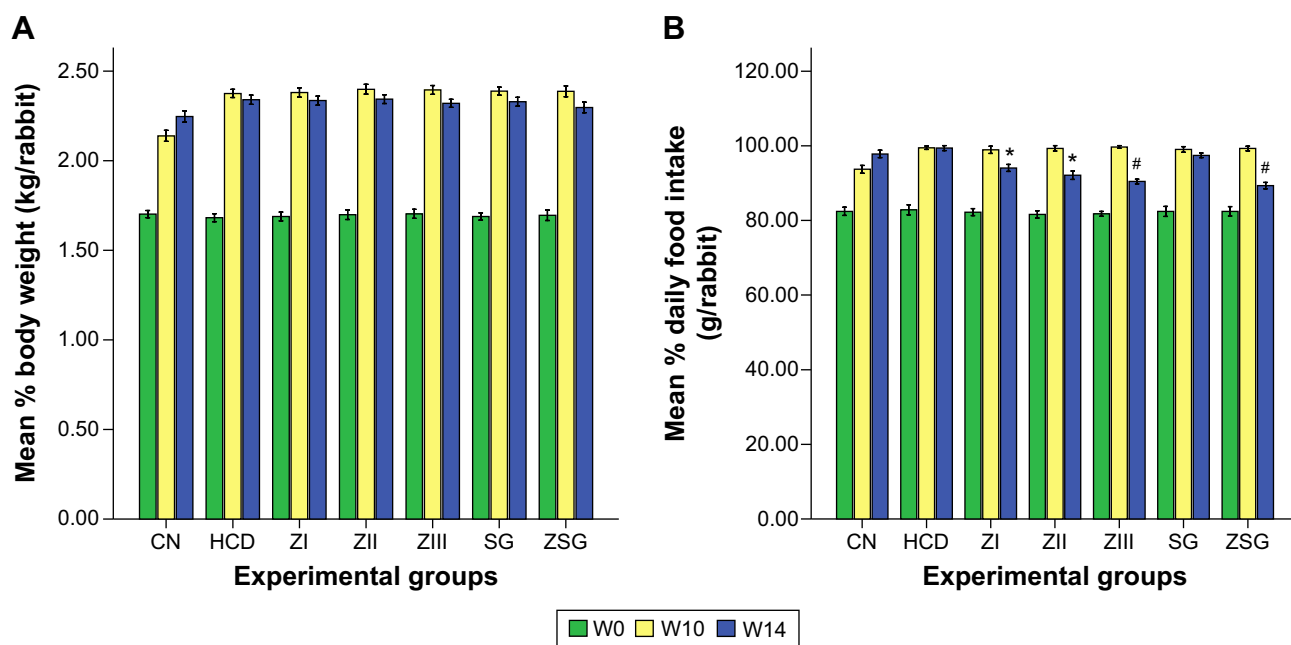 A
Mean % body weight (kg/rabbit)
2.50
2.00
1.50
1.00
0.50
0.00
CN HCD ZI ZII ZIII SG ZSG
Experimental groups
B
Mean % daily food intake
(g/rabbit)
120.00
100.00
80.00
60.00
40.00
20.00
0.00
* * # #
CN HCD ZI ZII ZIII SG ZSG
Experimental groups
W0 W10 W14